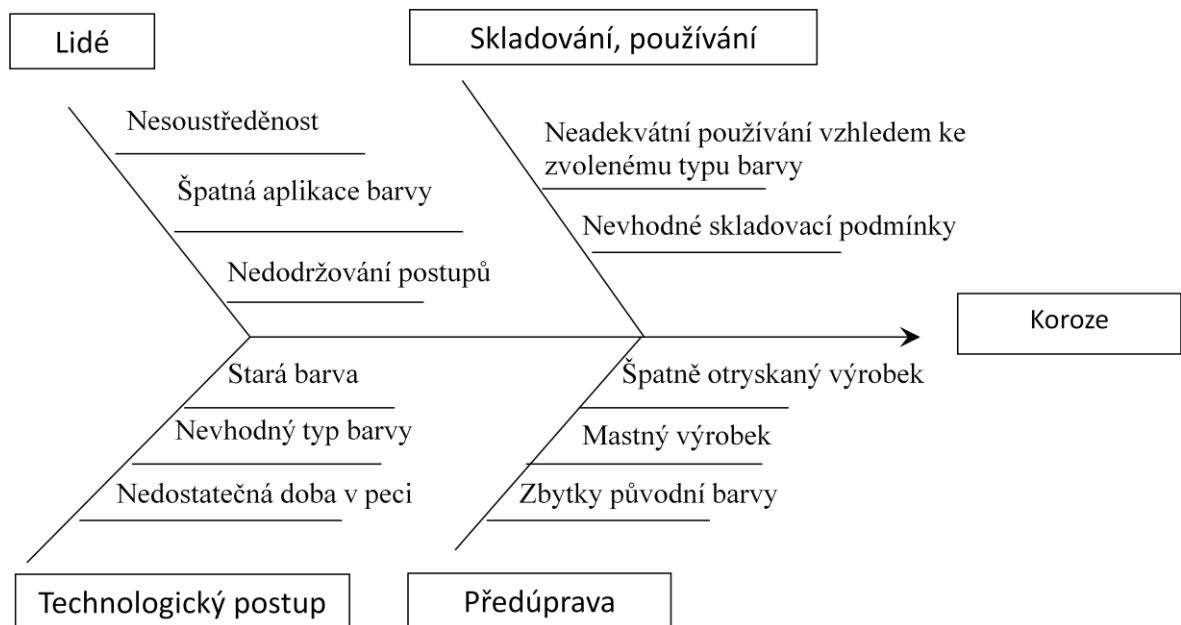 Lidé
Skladování, používání
Nesoustředěnost
Neadekvátní používání vzhledem ke
zvolenému typu barvy
Špatná aplikace barvy
Nevhodné skladovací podmínky
Nedodržování postupů
Koroze
Stará barva
Špatně otryskaný výrobek
Nevhodný typ barvy
Mastný výrobek
Nedostatečná doba v peci
Zbytky původní barvy
Technologický postup
Předúprava